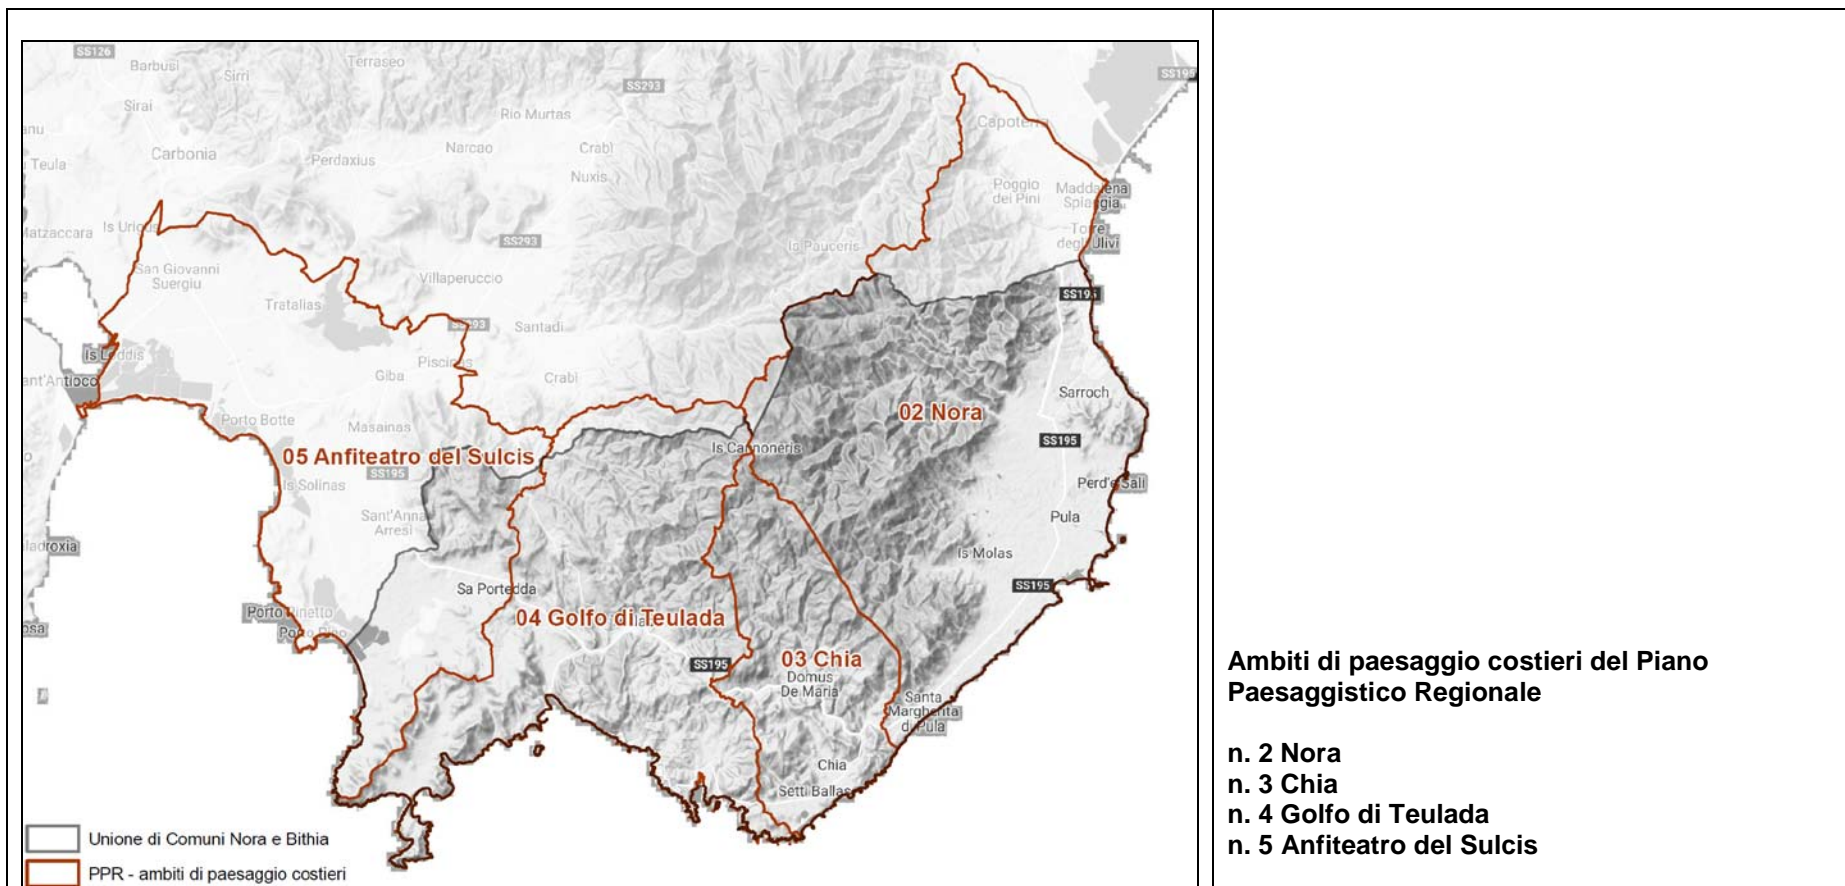 SS126
Barbusi
Sirri
Terraseo
SS293
SS195
Sirai
Rio Murtas
Capoterra
Carbonia
Perdaxius
Narcao
Crabì
Teula
Nuxis
Poggio
dei Pini
Maddalena
Spiaggia
Matzaccara
Is Urigus
SS293
Is Pauceris
Torre
degli Ulivi
San Giovanni
Suergiu
Villaperuccio
Tratalias
SS195
SS293
Santadi
Is Loddis
Piscinas
Giba
Crabì
Sant'Antioco
Sarroch
Porto Botte
Masainas
02 Nora
SS195
Is Cannoneris
05 Anfiteatro del Sulcis
SS195
Is Solinas
Perd'e Sali
Sant'Anna
Arresi
Pula
Is Molas
Sa Portedda
SS195
Porto Pinetto
Porto Pino
04 Golfo di Teulada
03 Chia
SS195
Domus
De Maria
Santa
Margherita
di Pula
Chia
Setti Ballas
Unione di Comuni Nora e Bithia
PPR - ambiti di paesaggio costieri
Ambiti di paesaggio costieri del Piano
Paesaggistico Regionale
n. 2 Nora
n. 3 Chia
n. 4 Golfo di Teulada
n. 5 Anfiteatro del Sulcis